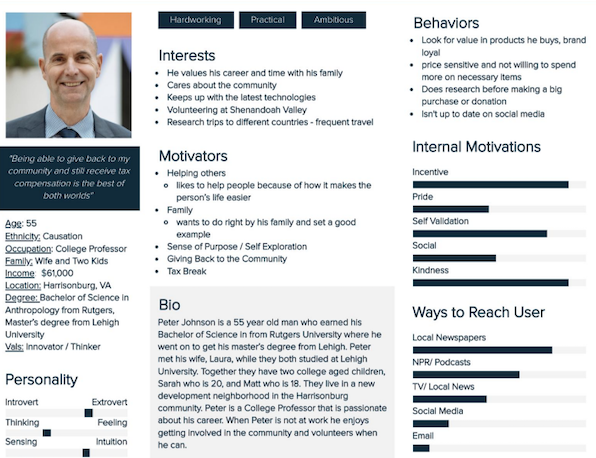 Hardworking
Practical
Ambitious
"Being able to give back to my
community and still receive tax
compensation is the best of
both worlds"
Age: 55
Ethnicity: Causation
Occupation: College Professor
Family: Wife and Two Kids
Income: $61,000
Location: Harrisonburg, VA
Degree: Bachelor of Science in
Anthropology from Rutgers,
Master's degree from Lehigh
University
Vals: Innovator / Thinker
Personality
Introvert Extrovert
Thinking Feeling
Sensing Intuition
Interests
• He values his career and time with his family
• Cares about the community
• Keeps up with the latest technologies
• Volunteering at Shenandoah Valley
• Research trips to different countries - frequent travel
Motivators
• Helping others
o likes to help people because of how it makes the
person's life easier
• Family
o wants to do right by his family and set a good
example
• Sense of Purpose / Self Exploration
• Giving Back to the Community
• Tax Break
Bio
Peter Johnson is a 55 year old man who earned his
Bachelor of Science in from Rutgers University where he
went on to get his master's degree from Lehigh. Peter
met his wife, Laura, while they both studied at Lehigh
University. Together they have two college aged children,
Sarah who is 20, and Matt who is 18. They live in a new
development neighborhood in the Harrisonburg
community. Peter is a College Professor that is passionate
about his career. When Peter is not at work he enjoys
getting involved in the community and volunteers when
he can.
Behaviors
• Look for value in products he buys, brand
loyal
• price sensitive and not willing to spend
more on necessary items
• Does research before making a big
purchase or donation
• Isn't up to date on social media
Internal Motivations
Incentive
Pride
Self Validation
Social
Kindness
Ways to Reach User
Local Newspapers
NPR/ Podcasts
TV/ Local News
Social Media
Email